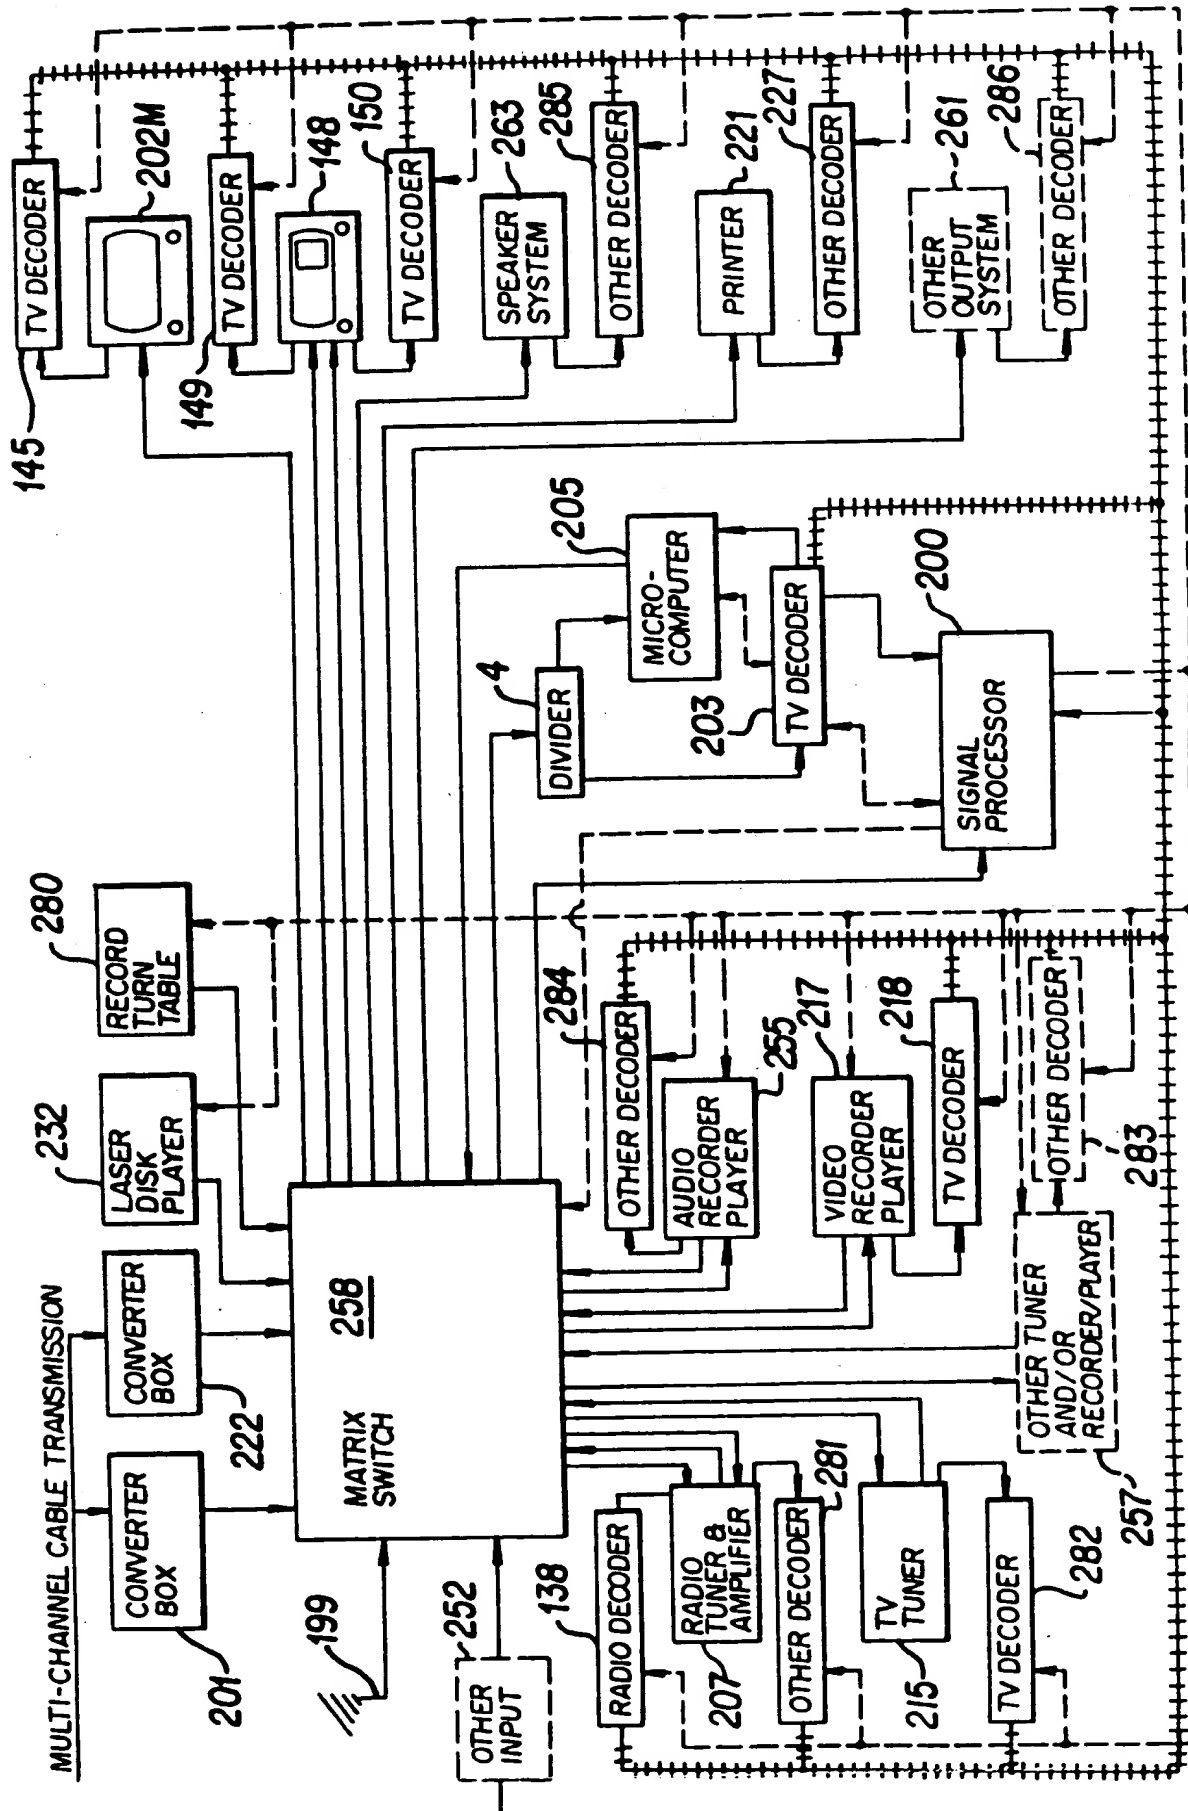 MULTI-CHANNEL CABLE TRANSMISSION
201
CONVERTER
BOX
222
CONVERTER
BOX
232
LASER
DISK
PLAYER
280
RECORD
TURN
TABLE
199
252
OTHER
INPUT
MATRIX
SWITCH
258
145
TV DECODER
202M
149
TV DECODER
148
150
TV DECODER
263
SPEAKER
SYSTEM
285
OTHER DECODER
221
PRINTER
227
OTHER DECODER
261
OTHER
OUTPUT
SYSTEM
286
OTHER DECODER
4
DIVIDER
205
MICRO-
COMPUTER
203
TV DECODER
200
SIGNAL
PROCESSOR
138
RADIO DECODER
207
RADIO
TUNER &
AMPLIFIER
281
OTHER DECODER
215
TV
TUNER
282
TV DECODER
257
OTHER TUNER
AND/OR
RECORDER/PLAYER
284
OTHER DECODER
255
AUDIO
RECORDER
PLAYER
217
VIDEO
RECORDER
PLAYER
218
TV DECODER
283
OTHER DECODER